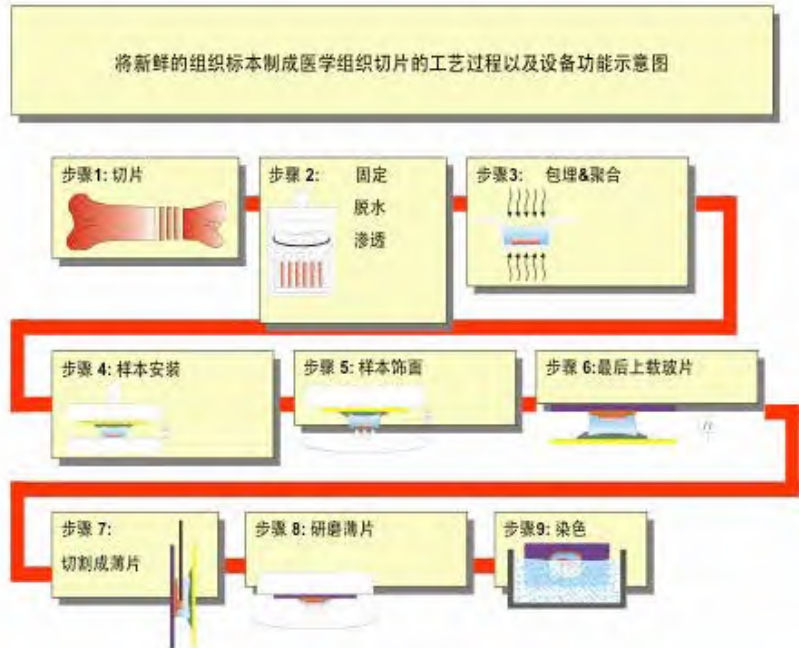 将新鲜的组织标本制成医学组织切片的工艺过程以及设备功能示意图
步骤1: 切片
步骤 2: 固定
脱水
渗透
步骤3: 包埋&聚合
步骤 4: 样本安装
步骤 5: 样本饰面
步骤 6:最后上载玻片
步骤 7:
切割成薄片
步骤 8: 研磨薄片
步骤9: 染色